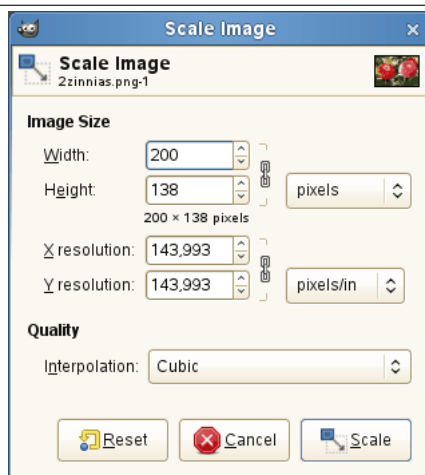 Scale Image
Scale Image
2zinnias.png-1
Image Size
Width: 200
Height: 138 pixels
200 × 138 pixels
X resolution: 143,993
Y resolution: 143,993 pixels/in
Quality
Interpolation: Cubic
Reset Cancel Scale